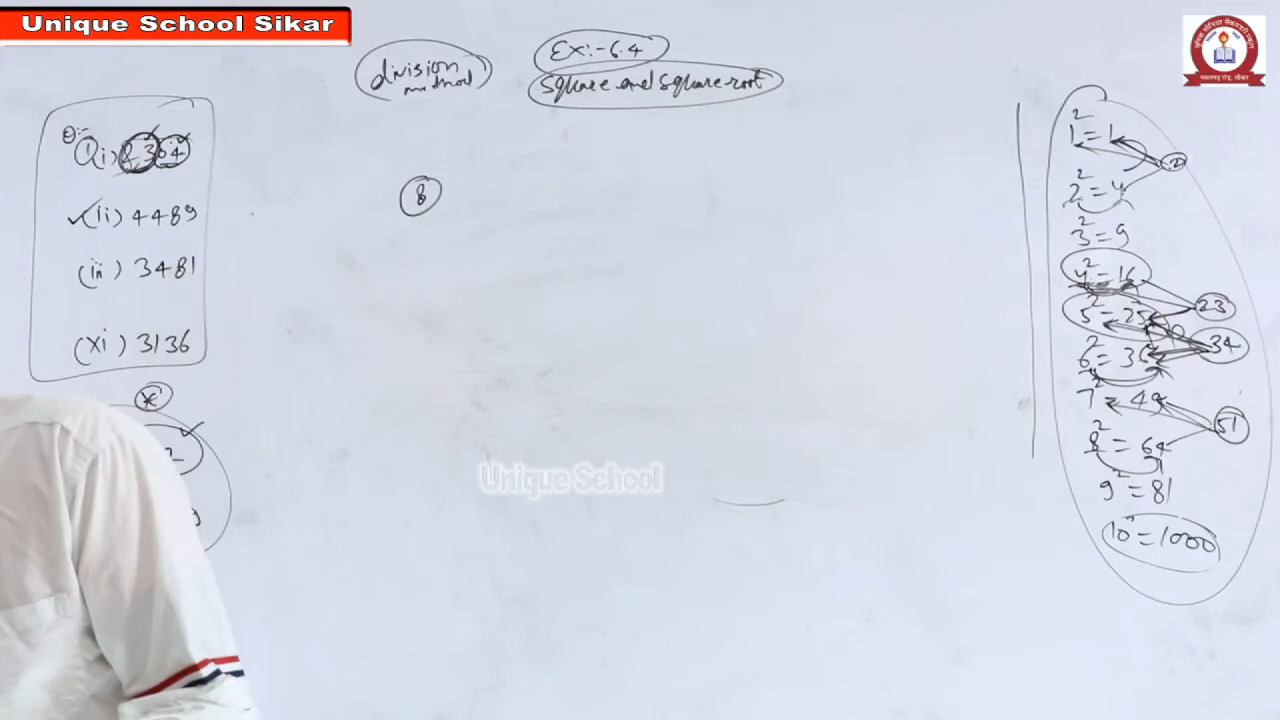 Unique School Sikar
Ex:-6.4
division
method
square and square root
Q:-
(1) (i) 2304
(ii) 4489
(iii) 3481
(xi) 3136
8
1² = 1
2
2² = 4
3² = 9
4² = 16
23
5² = 25
34
6² = 36
7² = 49
51
8² = 64
9² = 81
10² = 1000
Unique School